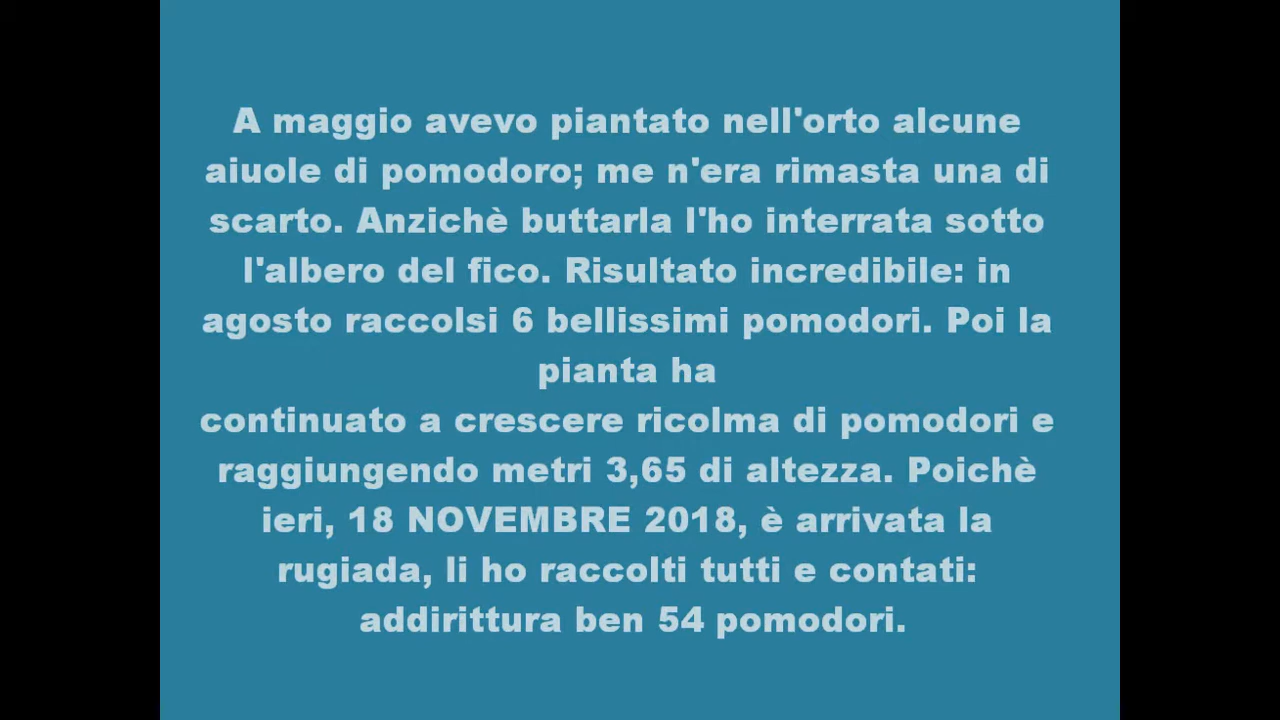 A maggio avevo piantato nell'orto alcune
aiuole di pomodoro; me n'era rimasta una di
scarto. Anzichè buttarla l'ho interrata sotto
l'albero del fico. Risultato incredibile: in
agosto raccolsi 6 bellissimi pomodori. Poi la
pianta ha
continuato a crescere ricolma di pomodori e
raggiungendo metri 3,65 di altezza. Poichè
ieri, 18 NOVEMBRE 2018, è arrivata la
rugiada, li ho raccolti tutti e contati:
addirittura ben 54 pomodori.